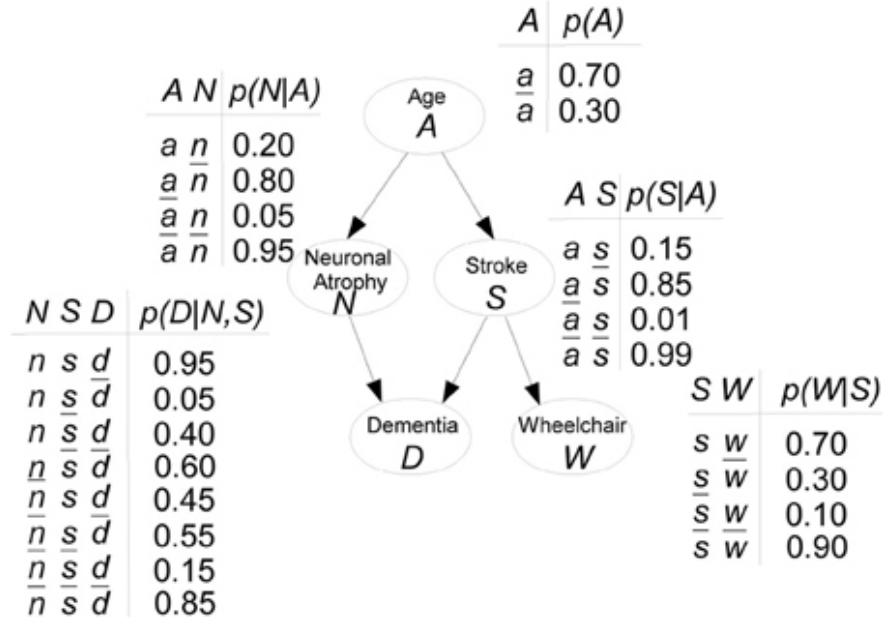 A p(A)
a 0.70
a̅ 0.30
A N p(N|A)
a n 0.20
a n̅ 0.80
a̅ n 0.05
a̅ n̅ 0.95
Age
A
A S p(S|A)
a s 0.15
a s̅ 0.85
a̅ s 0.01
a̅ s̅ 0.99
Neuronal
Atrophy
N
Stroke
S
N S D p(D|N,S)
n s d 0.95
n s d̅ 0.05
n s̅ d 0.40
n s̅ d̅ 0.60
n̅ s d 0.45
n̅ s d̅ 0.55
n̅ s̅ d 0.15
n̅ s̅ d̅ 0.85
Dementia
D
Wheelchair
W
S W p(W|S)
s w 0.70
s w̅ 0.30
s̅ w 0.10
s̅ w̅ 0.90